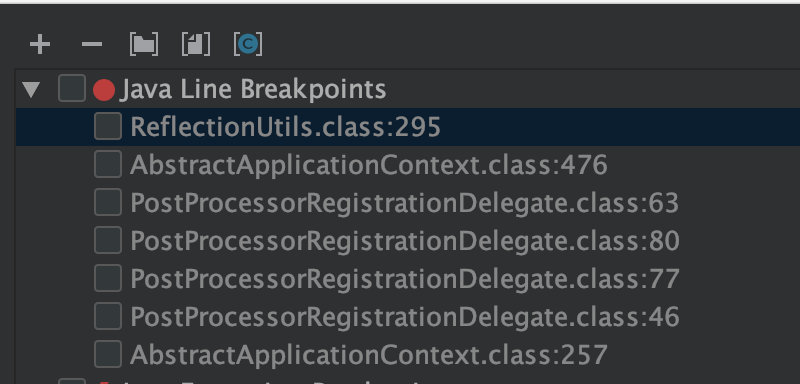 Java Line Breakpoints
ReflectionUtils.class:295
AbstractApplicationContext.class:476
PostProcessorRegistrationDelegate.class:63
PostProcessorRegistrationDelegate.class:80
PostProcessorRegistrationDelegate.class:77
PostProcessorRegistrationDelegate.class:46
AbstractApplicationContext.class:257